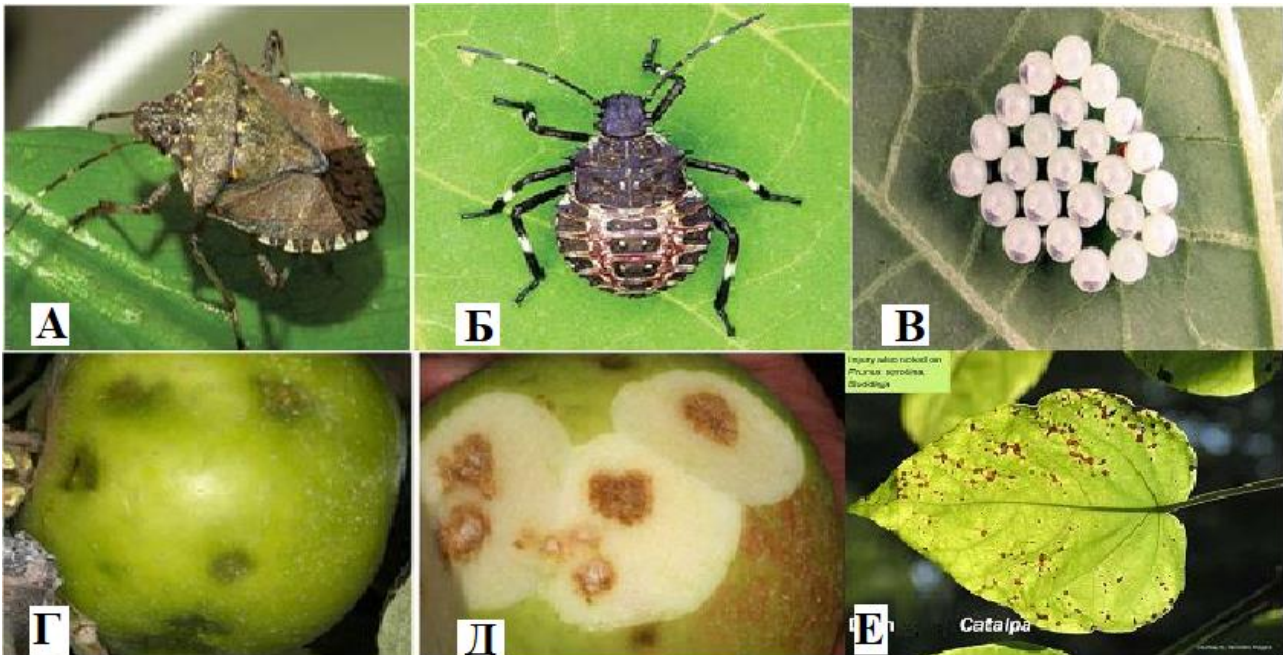 А
Б
В
Г
Д
Injury also noted on
Prunus serotina,
Buddleja
Е
Catalpa